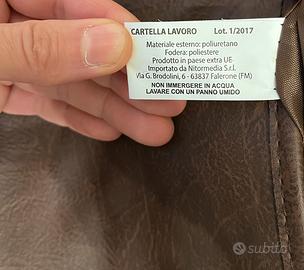 CARTELLA LAVORO Lot. 1/2017
Materiale esterno: poliuretano
Fodera: poliestere
Prodotto in paese extra UE
Importato da Nitormedia S.r.l.
Via G. Brodolini, 6 - 63837 Falerone (FM)
NON IMMERGERE IN ACQUA
LAVARE CON UN PANNO UMIDO
subito